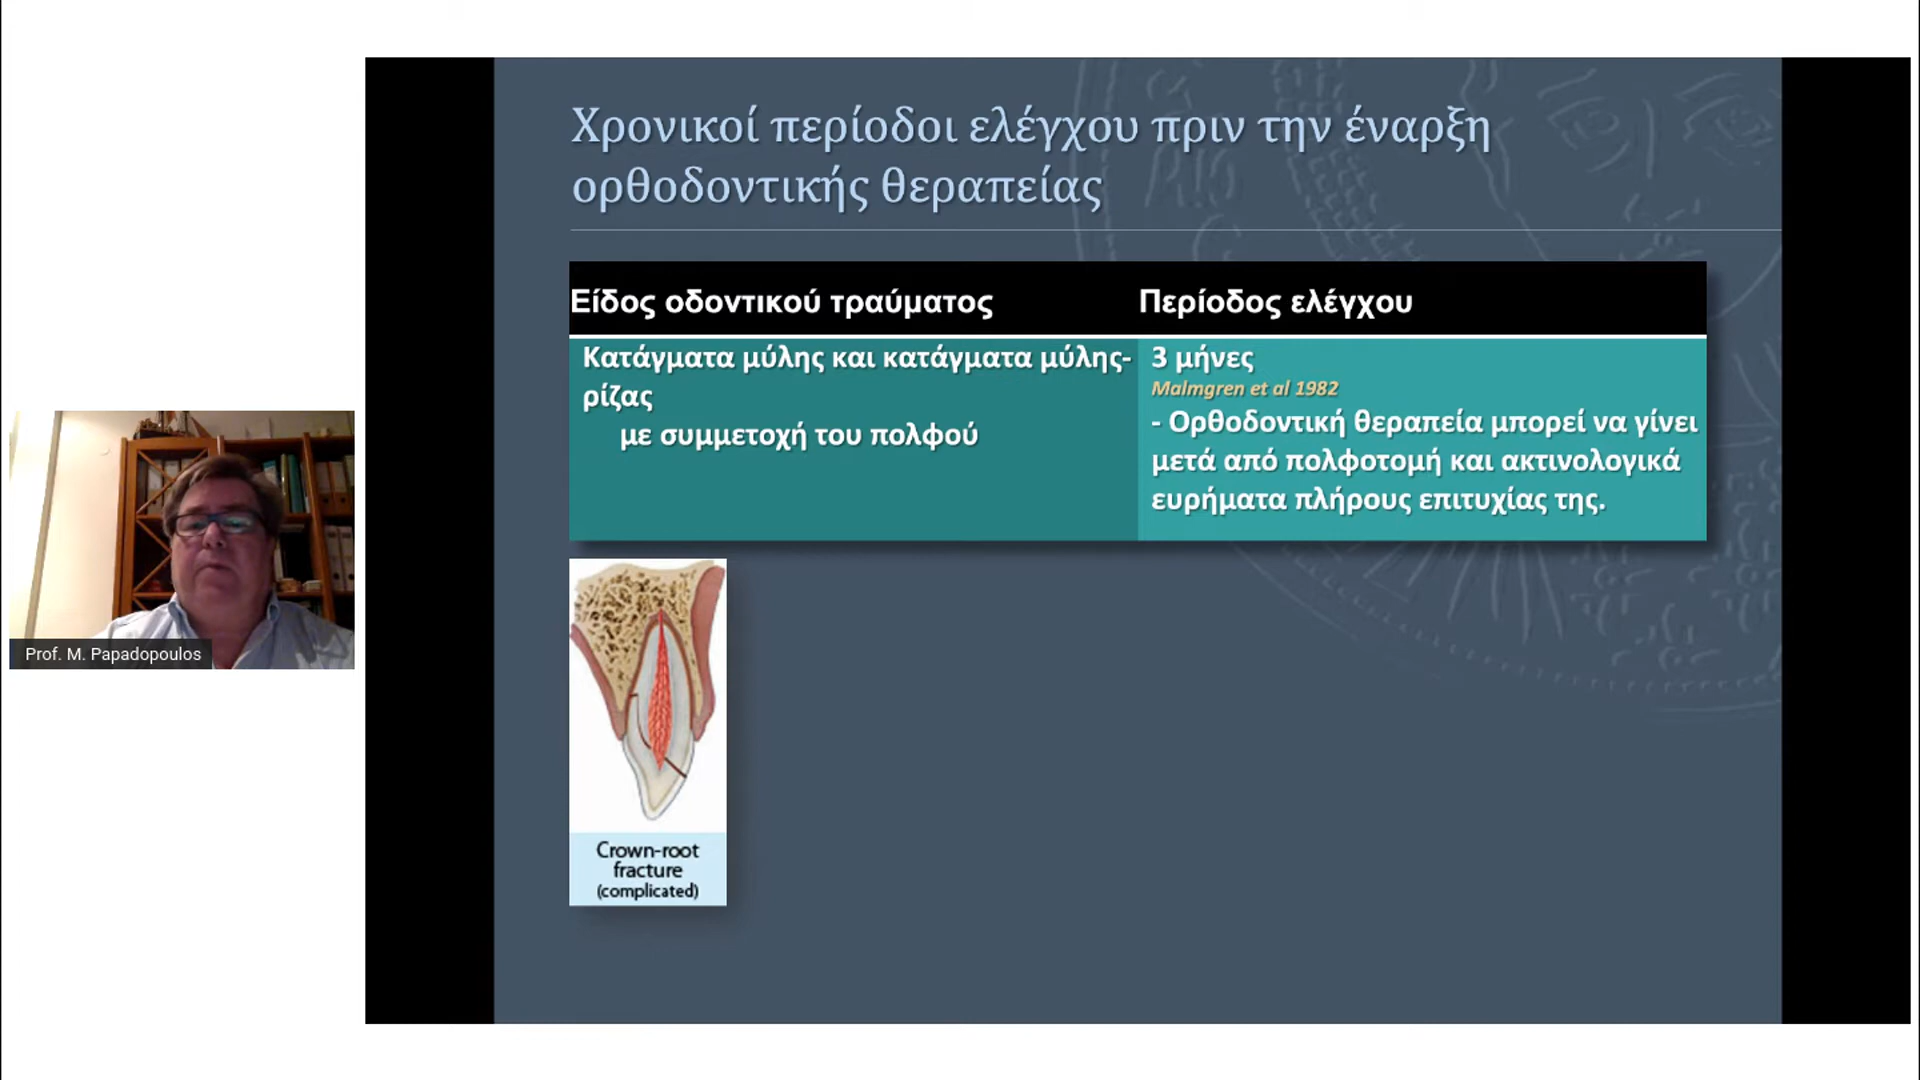 Χρονικοί περίοδοι ελέγχου πριν την έναρξη
ορθοδοντικής θεραπείας
Είδος οδοντικού τραύματος
Περίοδος ελέγχου
Κατάγματα μύλης και κατάγματα μύλης-
ρίζας
με συμμετοχή του πολφού
3 μήνες
Malmgren et al 1982
- Ορθοδοντική θεραπεία μπορεί να γίνει
μετά από πολφοτομή και ακτινολογικά
ευρήματα πλήρους επιτυχίας της.
Crown-root
fracture
(complicated)
Prof. M. Papadopoulos